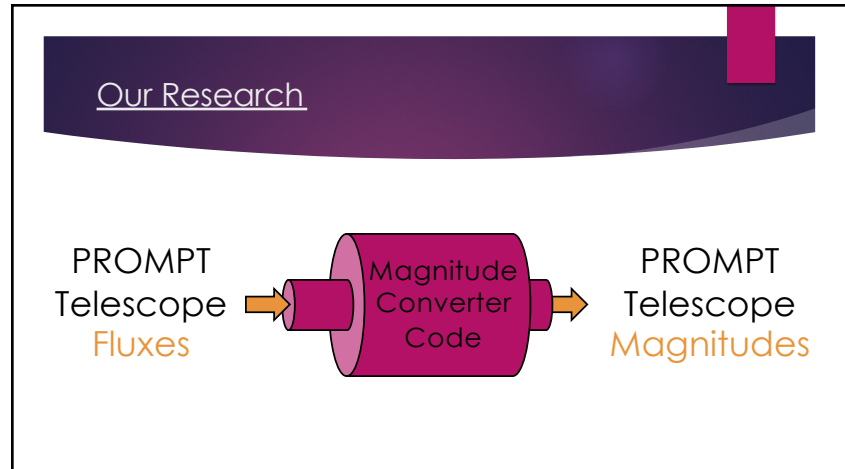 Our Research
PROMPT
Telescope
Fluxes
Magnitude
Converter
Code
PROMPT
Telescope
Magnitudes